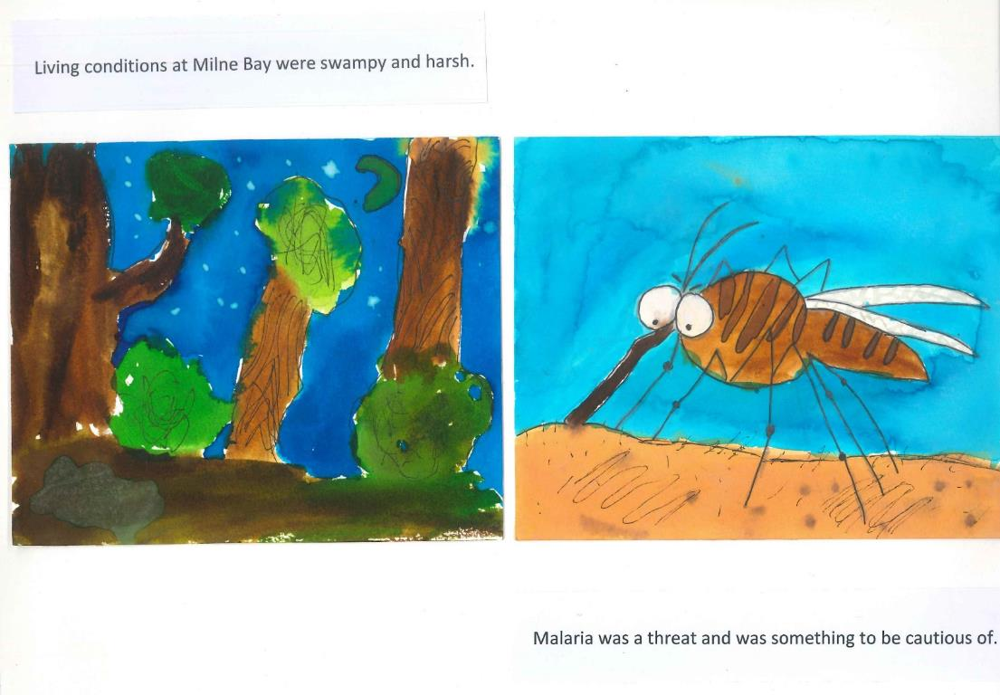 Living conditions at Milne Bay were swampy and harsh.
Malaria was a threat and was something to be cautious of.